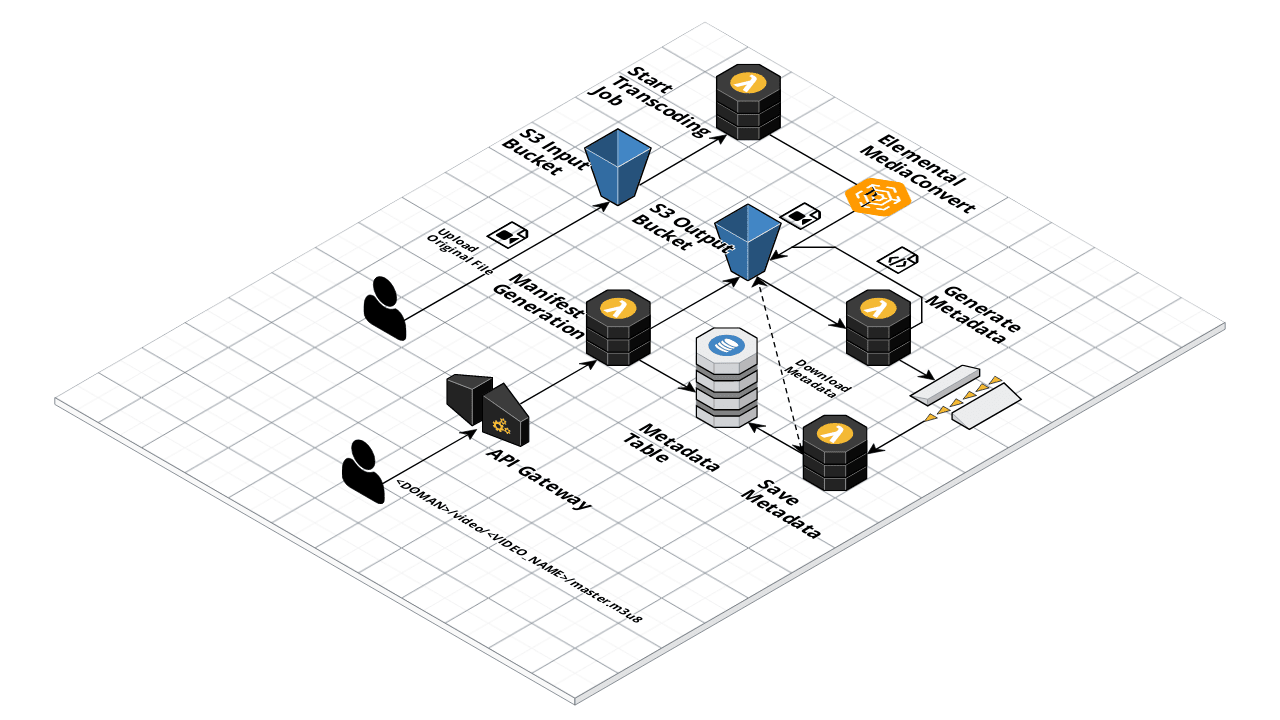 Start
Transcoding
Job
S3 Input
Bucket
Elemental
MediaConvert
S3 Output
Bucket
Upload
Original File
Manifest
Generation
Generate
Metadata
Download
Metadata
Metadata
Table
API Gateway
Save
Metadata
<DOMAN>/video/<VIDEO_NAME>/master.m3u8